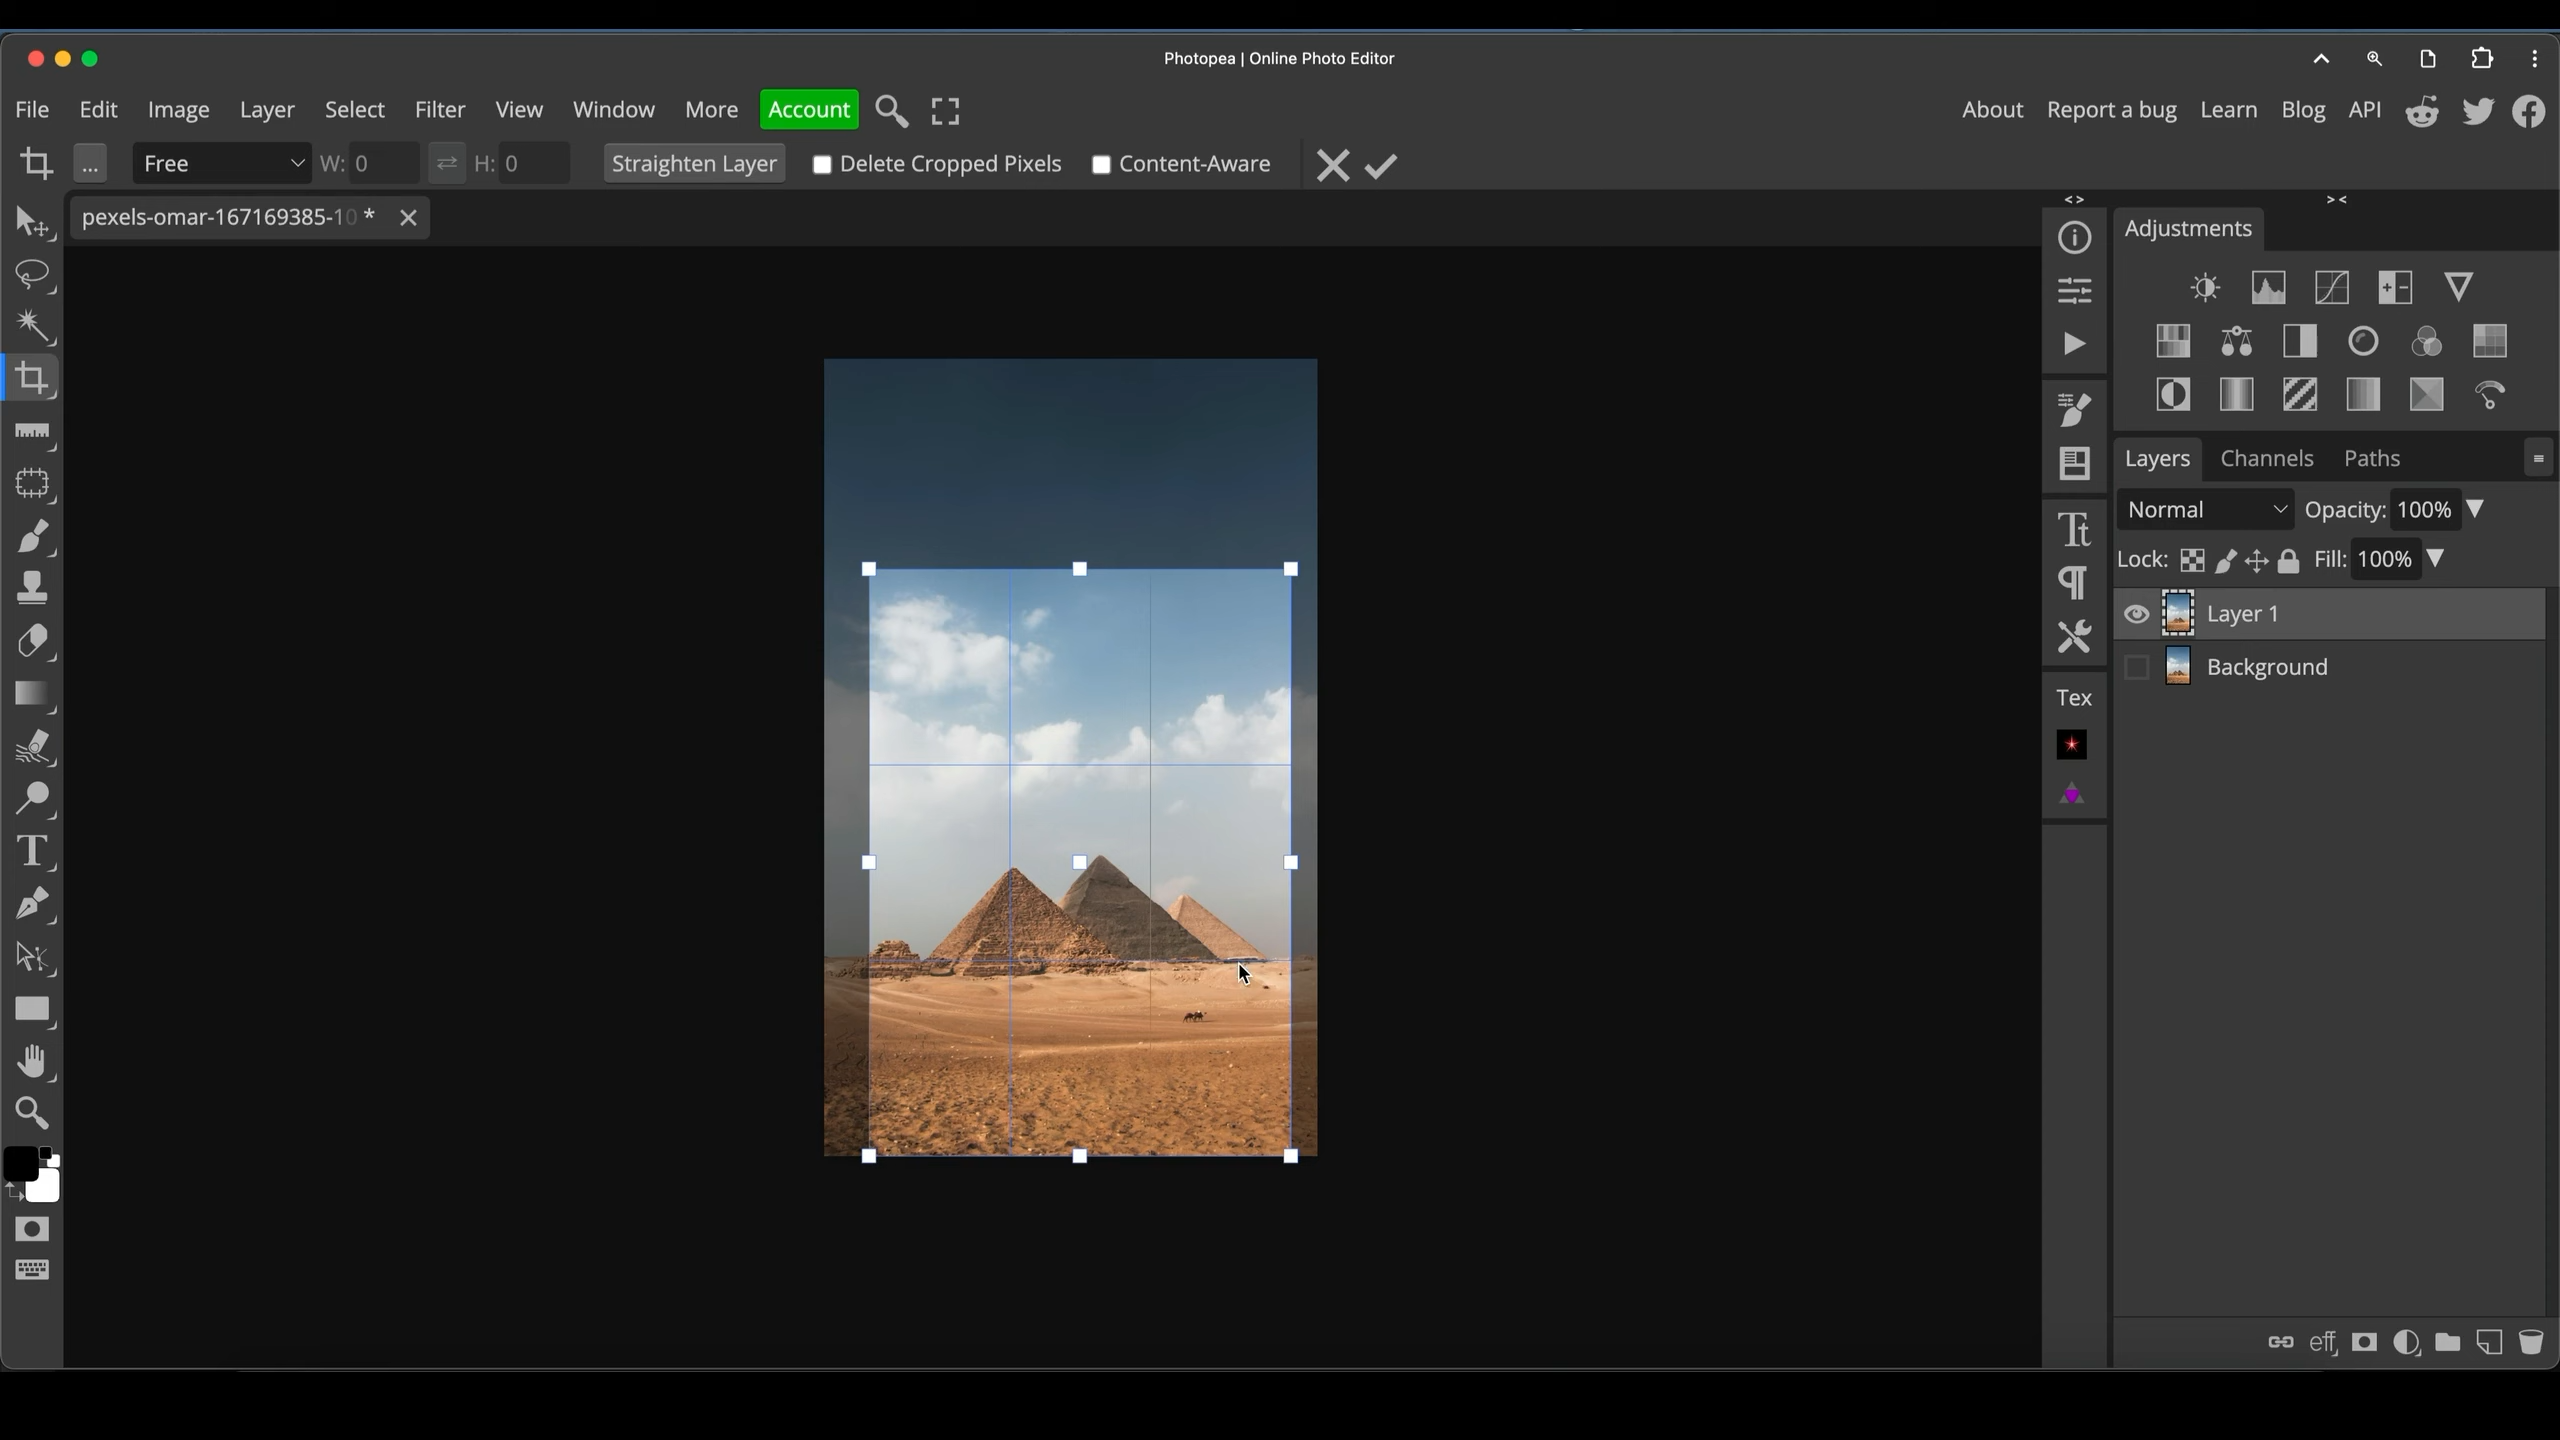 Photopea | Online Photo Editor
File Edit Image Layer Select Filter View Window More Account About Report a bug Learn Blog API
... Free W: 0 H: 0 Straighten Layer Delete Cropped Pixels Content-Aware
pexels-omar-167169385-10 *
< > > <
Adjustments
Layers Channels Paths
Normal Opacity: 100%
Lock: Fill: 100%
Layer 1
Background
Tex
eff